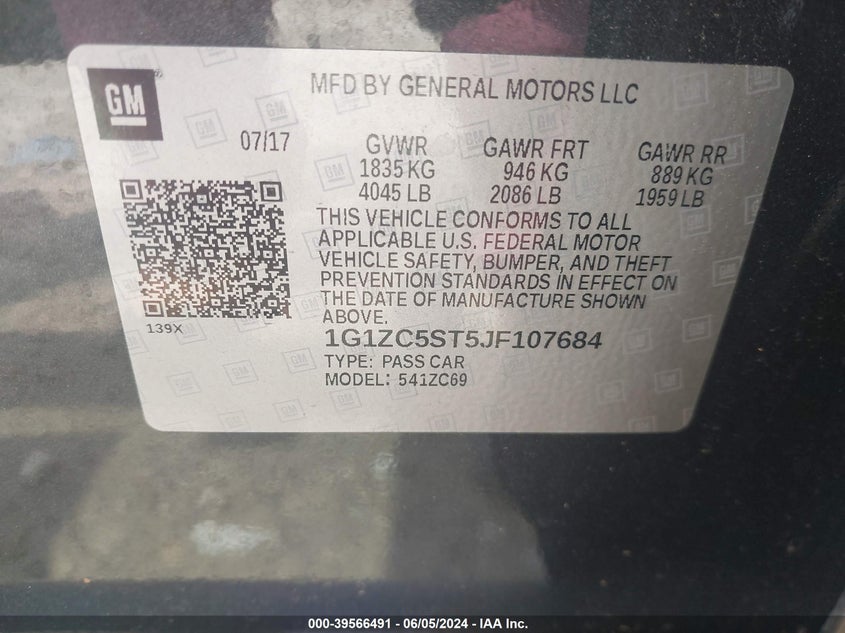 GM
MFD BY GENERAL MOTORS LLC
07/17
GVWR GAWR FRT GAWR RR
1835 KG 946 KG 889 KG
4045 LB 2086 LB 1959 LB
THIS VEHICLE CONFORMS TO ALL
APPLICABLE U.S. FEDERAL MOTOR
VEHICLE SAFETY, BUMPER, AND THEFT
PREVENTION STANDARDS IN EFFECT ON
THE DATE OF MANUFACTURE SHOWN
ABOVE.
139X
1G1ZC5ST5JF107684
TYPE: PASS CAR
MODEL: 541ZC69
000-39566491 - 06/05/2024 - IAA Inc.